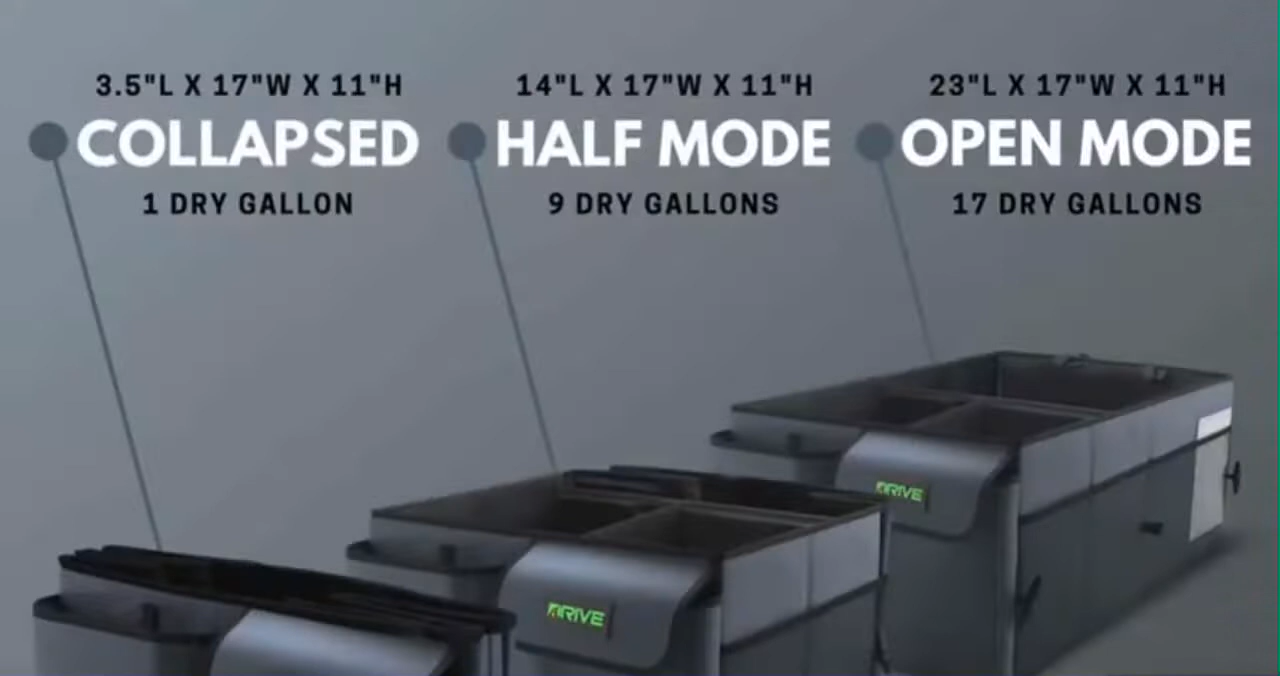 3.5"L X 17"W X 11"H
COLLAPSED
1 DRY GALLON
14"L X 17"W X 11"H
HALF MODE
9 DRY GALLONS
23"L X 17"W X 11"H
OPEN MODE
17 DRY GALLONS
DRIVE
DRIVE